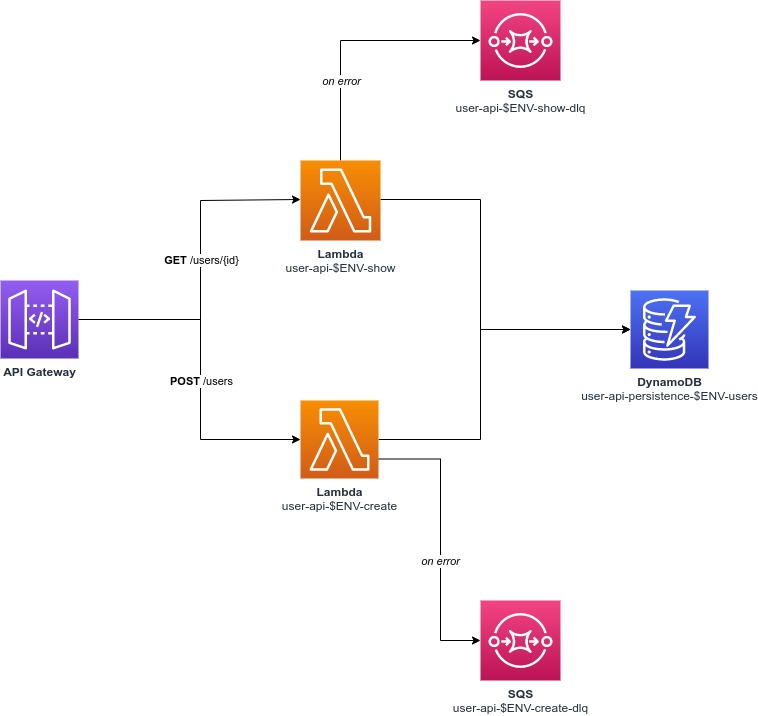 SQS
user-api-$ENV-show-dlq
on error
Lambda
user-api-$ENV-show
GET /users/{id}
API Gateway
POST /users
DynamoDB
user-api-persistence-$ENV-users
Lambda
user-api-$ENV-create
on error
SQS
user-api-$ENV-create-dlq